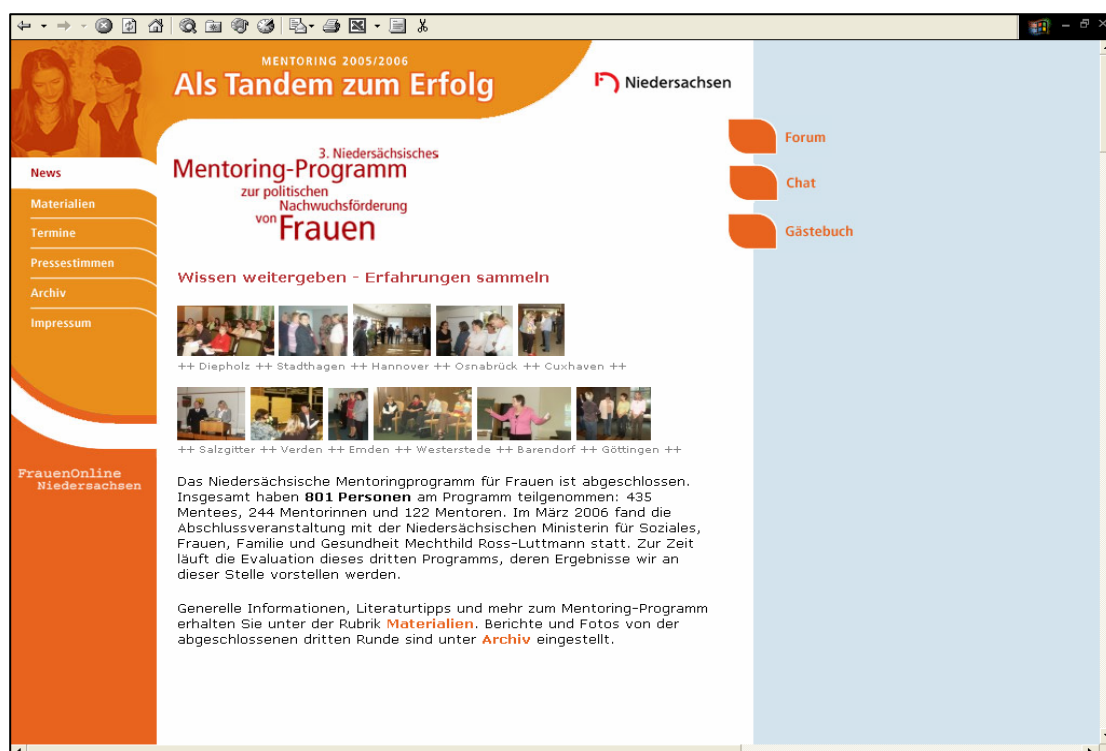 MENTORING 2005/2006
Als Tandem zum Erfolg
Niedersachsen
News
Materialien
Termine
Pressestimmen
Archiv
Impressum
FrauenOnline
Niedersachsen
3. Niedersächsisches
Mentoring-Programm
zur politischen
Nachwuchsförderung
von Frauen
Wissen weitergeben - Erfahrungen sammeln
++ Diepholz ++ Stadthagen ++ Hannover ++ Osnabrück ++ Cuxhaven ++
++ Salzgitter ++ Verden ++ Emden ++ Westerstede ++ Barendorf ++ Göttingen ++
Das Niedersächsische Mentoringprogramm für Frauen ist abgeschlossen.
Insgesamt haben 801 Personen am Programm teilgenommen: 435
Mentees, 244 Mentorinnen und 122 Mentoren. Im März 2006 fand die
Abschlussveranstaltung mit der Niedersächsischen Ministerin für Soziales,
Frauen, Familie und Gesundheit Mechthild Ross-Luttmann statt. Zur Zeit
läuft die Evaluation dieses dritten Programms, deren Ergebnisse wir an
dieser Stelle vorstellen werden.
Generelle Informationen, Literaturtipps und mehr zum Mentoring-Programm
erhalten Sie unter der Rubrik Materialien. Berichte und Fotos von der
abgeschlossenen dritten Runde sind unter Archiv eingestellt.
Forum
Chat
Gästebuch